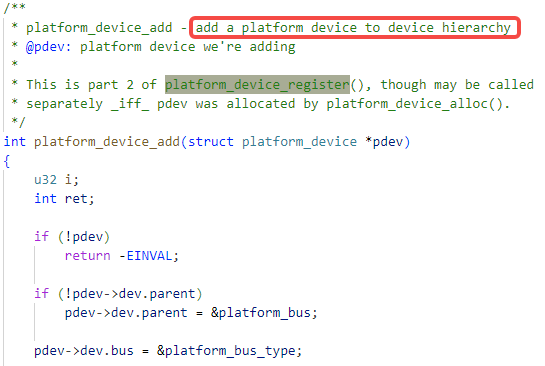 /**
 * platform_device_add - add a platform device to device hierarchy
 * @pdev: platform device we're adding
 *
 * This is part 2 of platform_device_register(), though may be called
 * separately _iff_ pdev was allocated by platform_device_alloc().
 */
int platform_device_add(struct platform_device *pdev)
{
    u32 i;
    int ret;

    if (!pdev)
        return -EINVAL;

    if (!pdev->dev.parent)
        pdev->dev.parent = &platform_bus;

    pdev->dev.bus = &platform_bus_type;